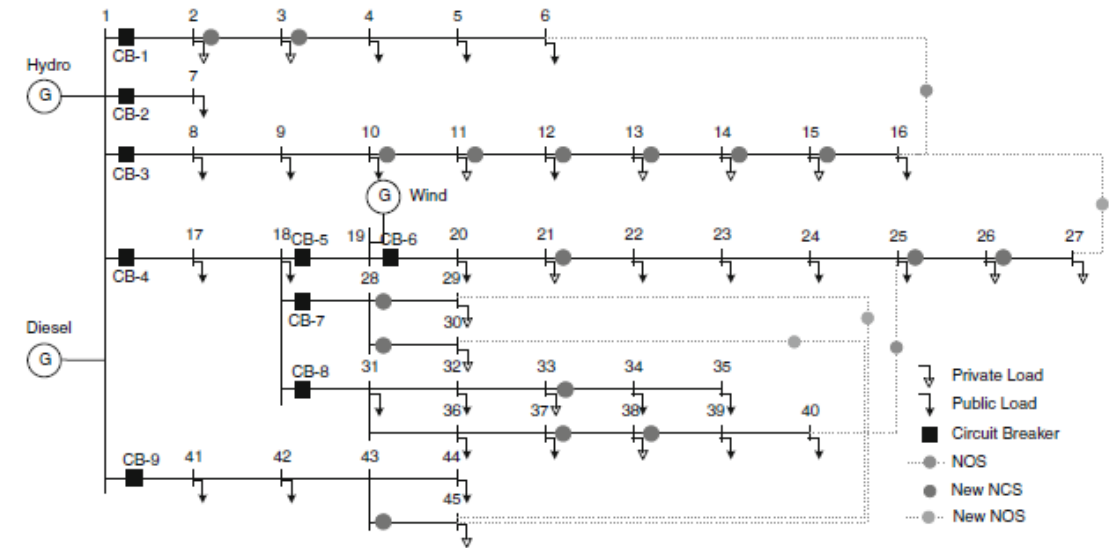 1 2 3 4 5 6
CB-1
Hydro
G
7
CB-2
8 9 10 11 12 13 14 15 16
CB-3
G Wind
17 18 CB-5 19 CB-6 20 21 22 23 24 25 26 27
CB-4
28 29
CB-7
30
Diesel
G
31 32 33 34 35
CB-8
36 37 38 39 40
CB-9 41 42 43 44
45
Private Load
Public Load
Circuit Breaker
NOS
New NCS
New NOS